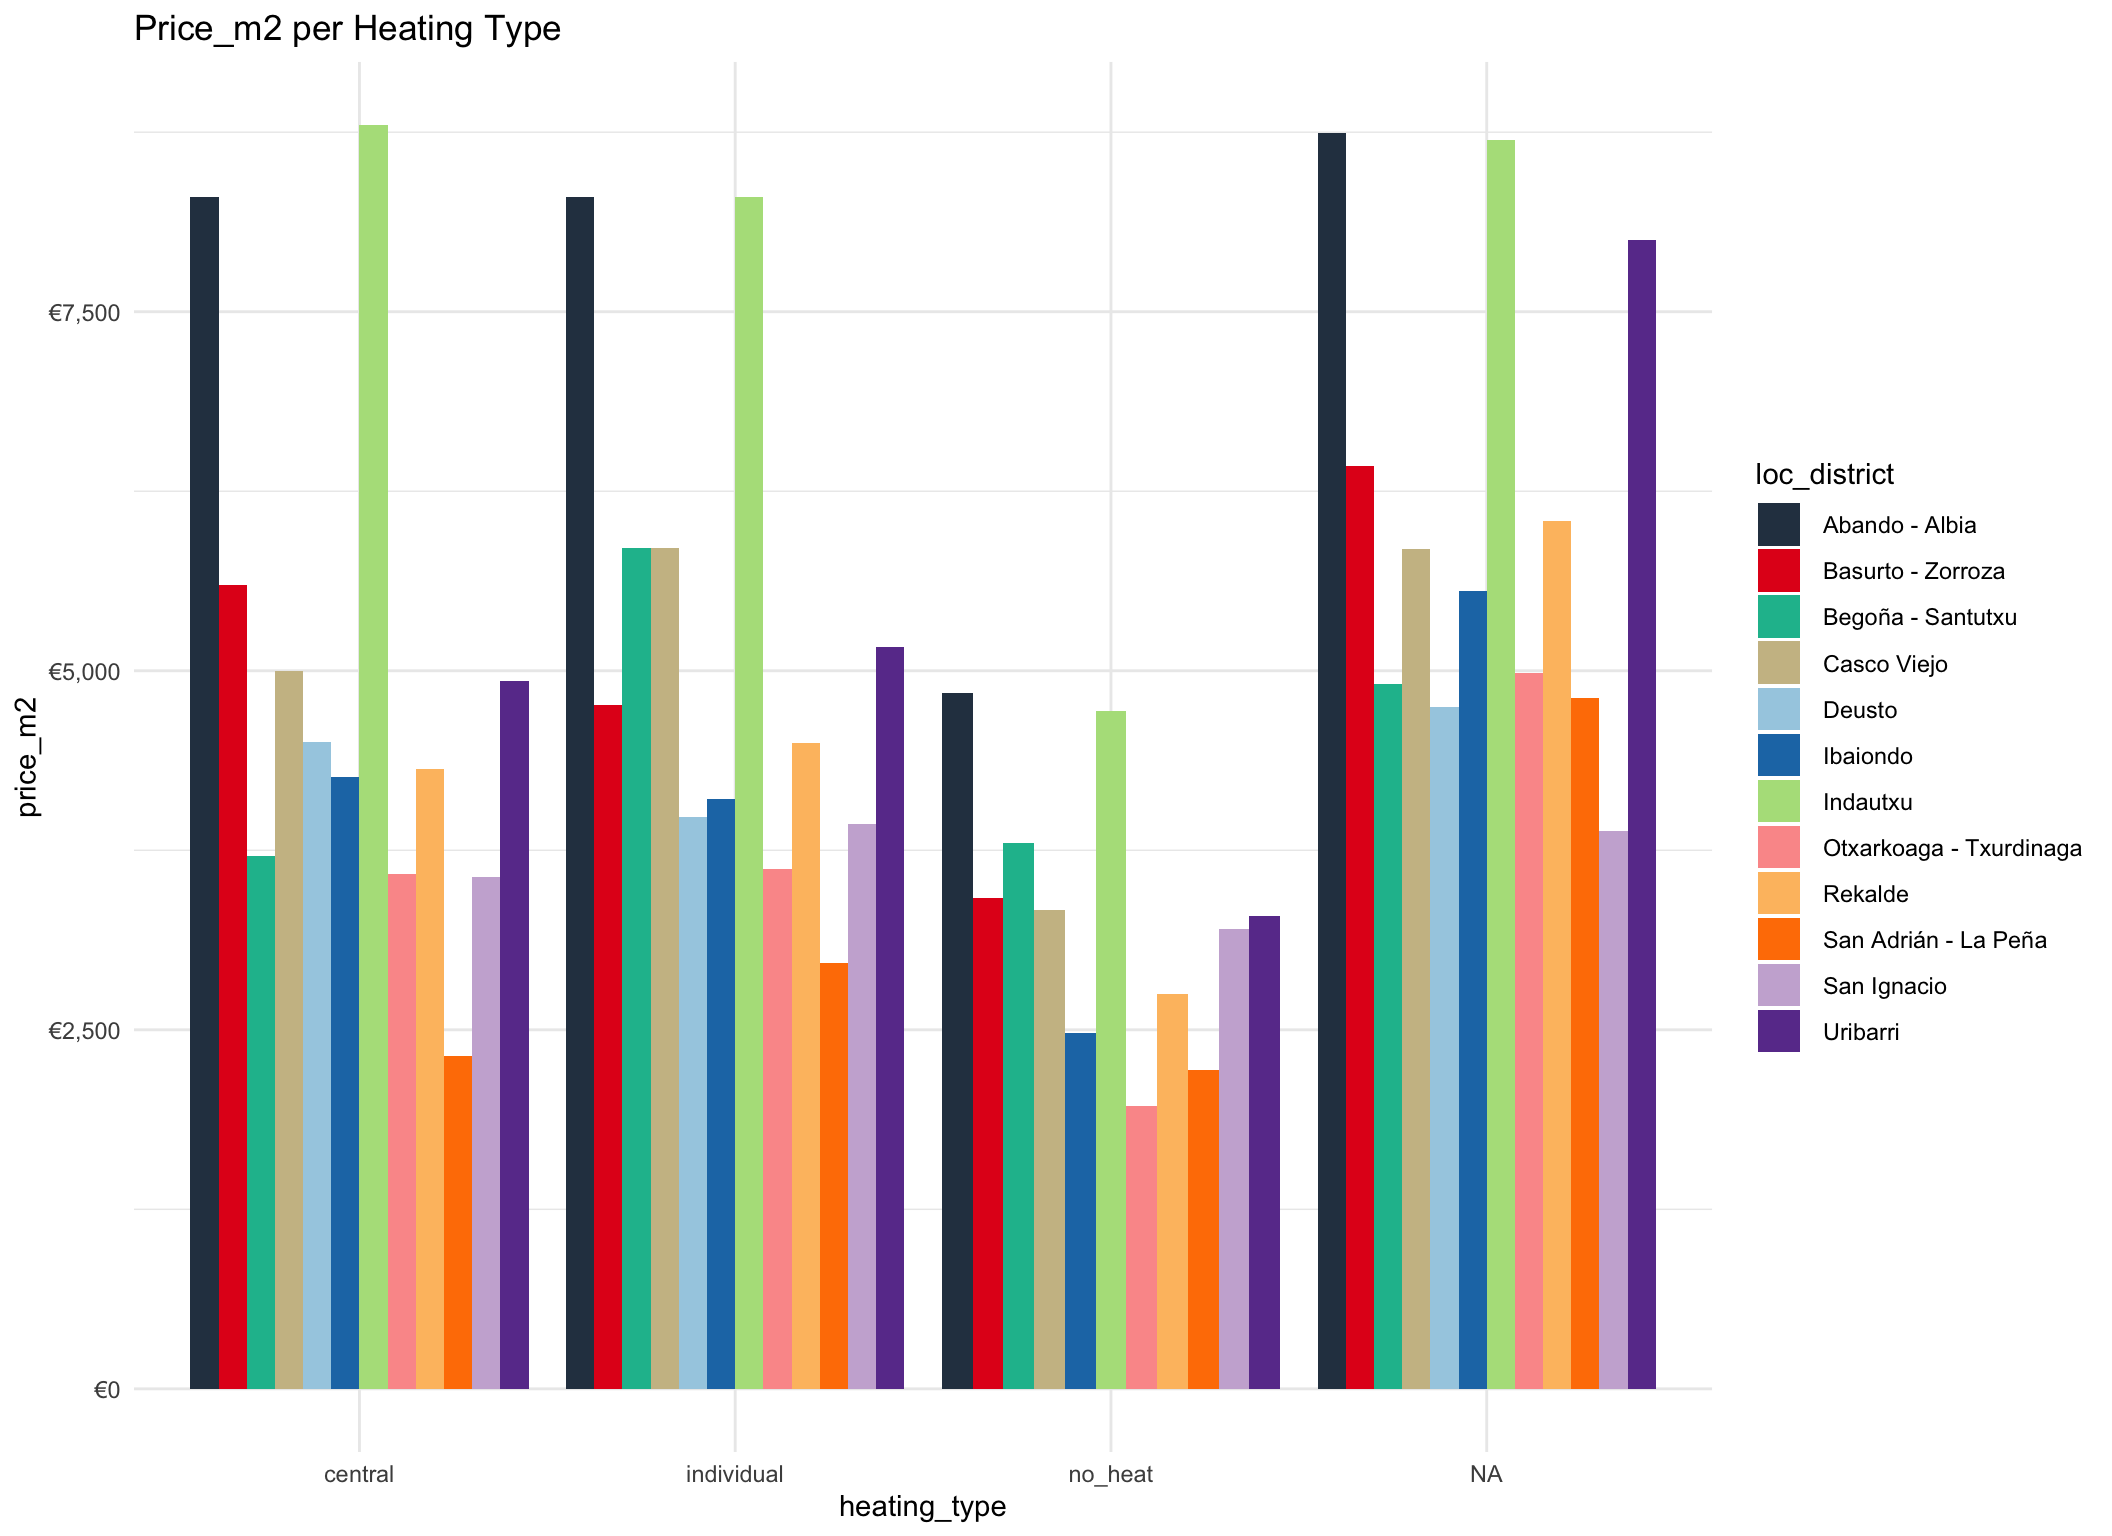 Price_m2 per Heating Type
€7,500
€5,000
€2,500
€0
price_m2
central
individual
no_heat
NA
heating_type
loc_district
Abando - Albia
Basurto - Zorroza
Begoña - Santutxu
Casco Viejo
Deusto
Ibaiondo
Indautxu
Otxarkoaga - Txurdinaga
Rekalde
San Adrián - La Peña
San Ignacio
Uribarri